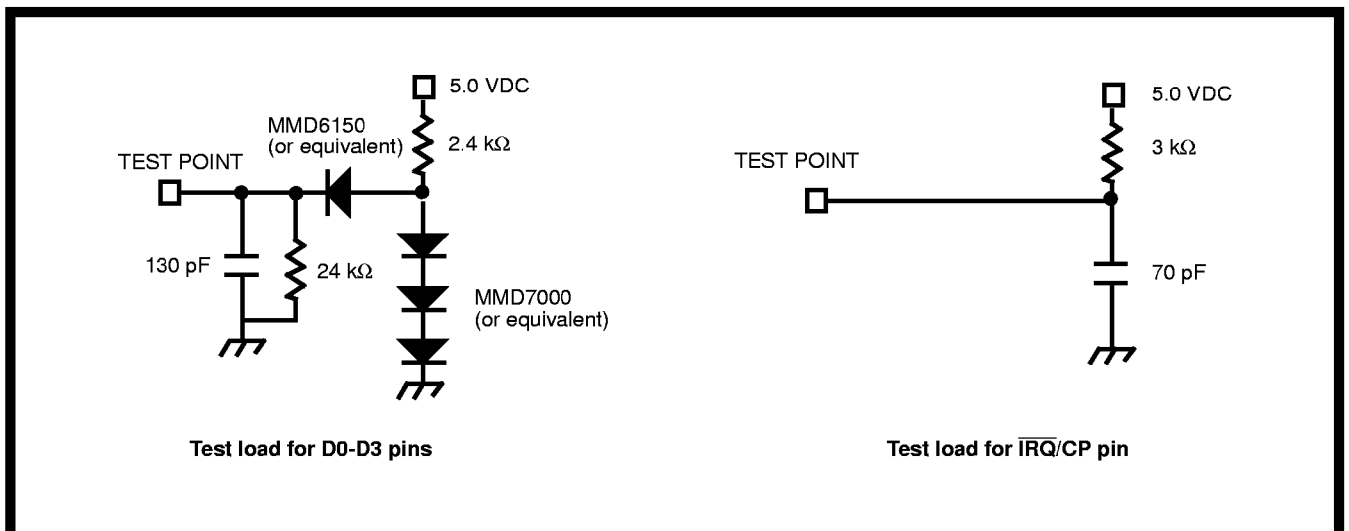 5.0 VDC
MMD6150
(or equivalent)
2.4 kΩ
TEST POINT
130 pF
24 kΩ
MMD7000
(or equivalent)
Test load for D0-D3 pins
5.0 VDC
3 kΩ
TEST POINT
70 pF
Test load for I̅R̅Q̅/CP pin